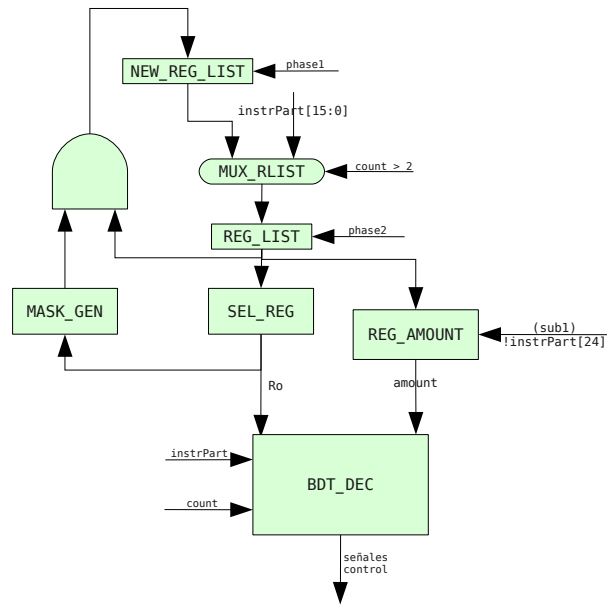 phase1
NEW_REG_LIST
instrPart[15:0]
MUX_RLIST
count > 2
REG_LIST
phase2
MASK_GEN
SEL_REG
REG_AMOUNT
(sub1)
!instrPart[24]
Ro
amount
instrPart
BDT_DEC
count
señales
control